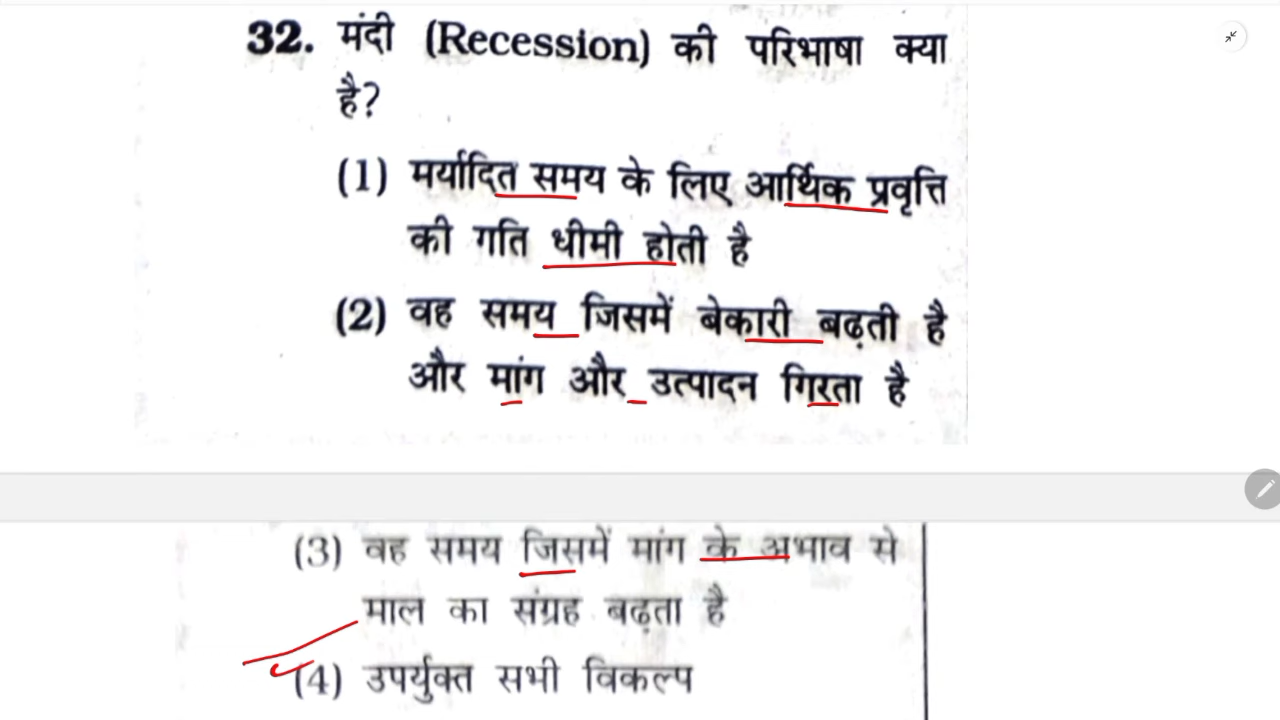 32. मंदी (Recession) की परिभाषा क्या
है?
(1) मर्यादित समय के लिए आर्थिक प्रवृत्ति
की गति धीमी होती है
(2) वह समय जिसमें बेकारी बढ़ती है
और मांग और उत्पादन गिरता है
(3) वह समय जिसमें मांग के अभाव से
माल का संग्रह बढ़ता है
(4) उपर्युक्त सभी विकल्प